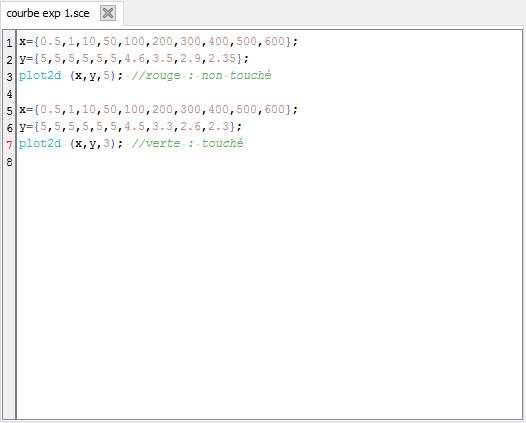 courbe exp 1.sce
1 x={0.5,1,10,50,100,200,300,400,500,600};
2 y={5,5,5,5,5,5,4.6,3.5,2.9,2.35};
3 plot2d (x,y,5); //rouge : non touché
4
5 x={0.5,1,10,50,100,200,300,400,500,600};
6 y={5,5,5,5,5,5,4.5,3.3,2.6,2.3};
7 plot2d (x,y,3); //verte : touché
8